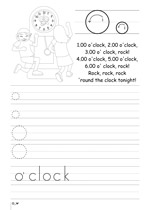 1.00 o'clock, 2.00 o'clock,
3.00 o'clock, rock!
4.00 o'clock, 5.00 o'clock,
6.00 o'clock, rock!
Rock, rock, rock
'round the clock tonight!
o
o
o
o'clock